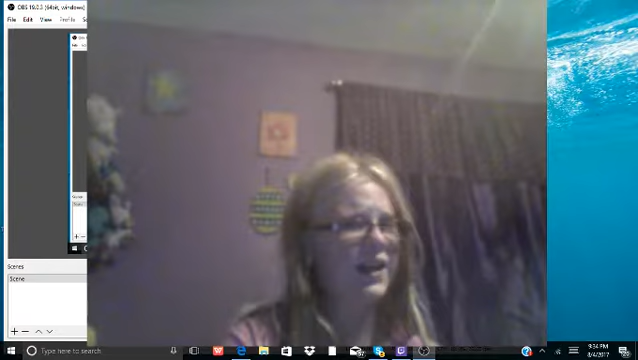 OBS 19.0.3 (64bit, windows)
File Edit View Profile
Scenes
Scene
Type here to search
9:34 PM
8/4/2017